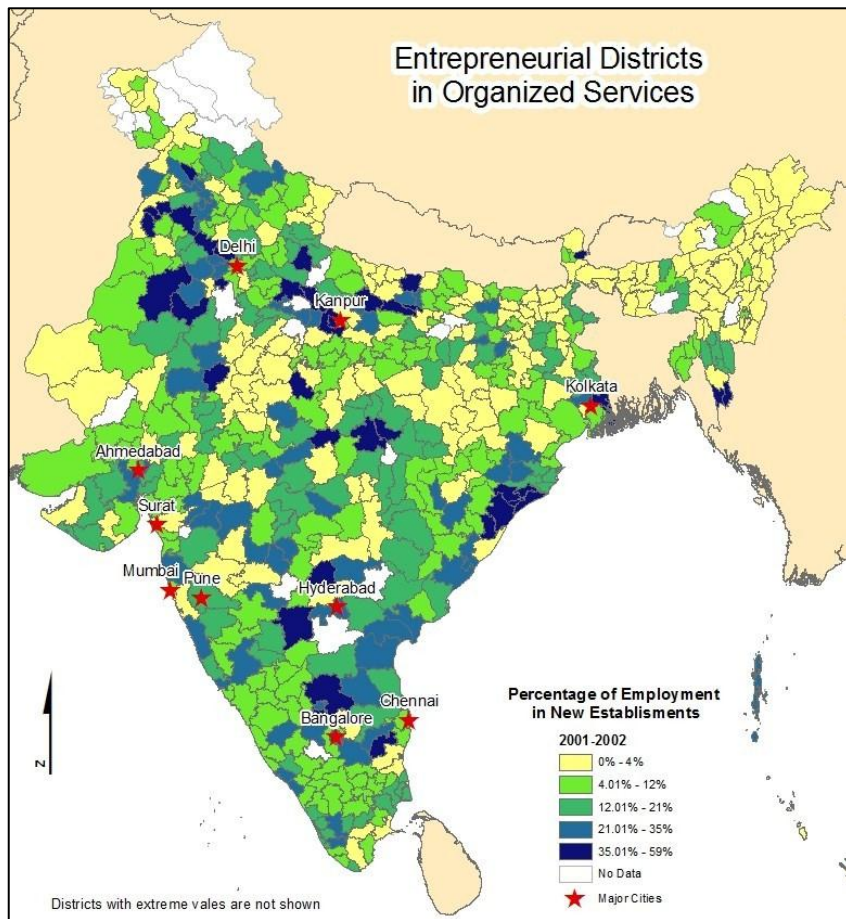 Entrepreneurial Districts
in Organized Services
Delhi
Kanpur
Kolkata
Ahmedabad
Surat
Mumbai
Pune
Hyderabad
Chennai
Bangalore
Z
Percentage of Employment
in New Establisments
2001-2002
0% - 4%
4.01% - 12%
12.01% - 21%
21.01% - 35%
35.01% - 59%
No Data
Major Cities
Districts with extreme vales are not shown